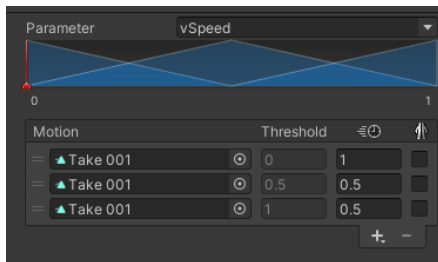 Parameter vSpeed
0 1
Motion Threshold
Take 001 0 1
Take 001 0.5 0.5
Take 001 1 0.5
+ -